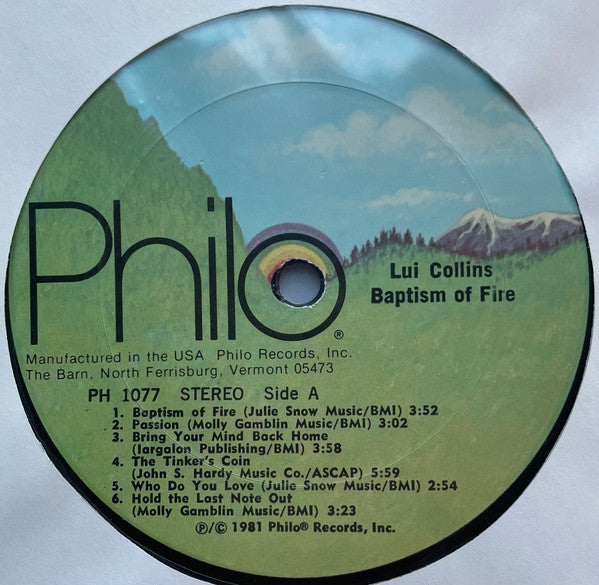 Philo®
Lui Collins
Baptism of Fire
Manufactured in the USA Philo Records, Inc.
The Barn, North Ferrisburg, Vermont 05473
PH 1077 STEREO Side A
1. Baptism of Fire (Julie Snow Music/BMI) 3:52
2. Passion (Molly Gamblin Music/BMI) 3:02
3. Bring Your Mind Back Home
(Iargalon Publishing/BMI) 3:58
4. The Tinker's Coin
(John S. Hardy Music Co./ASCAP) 5:59
5. Who Do You Love (Julie Snow Music/BMI) 2:54
6. Hold the Last Note Out
(Molly Gamblin Music/BMI) 3:23
℗/© 1981 Philo® Records, Inc.